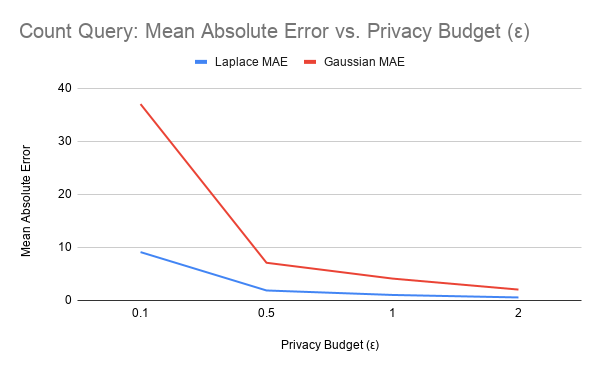 Count Query: Mean Absolute Error vs. Privacy Budget (ε)
Laplace MAE Gaussian MAE
Mean Absolute Error
40
30
20
10
0
0.1 0.5 1 2
Privacy Budget (ε)